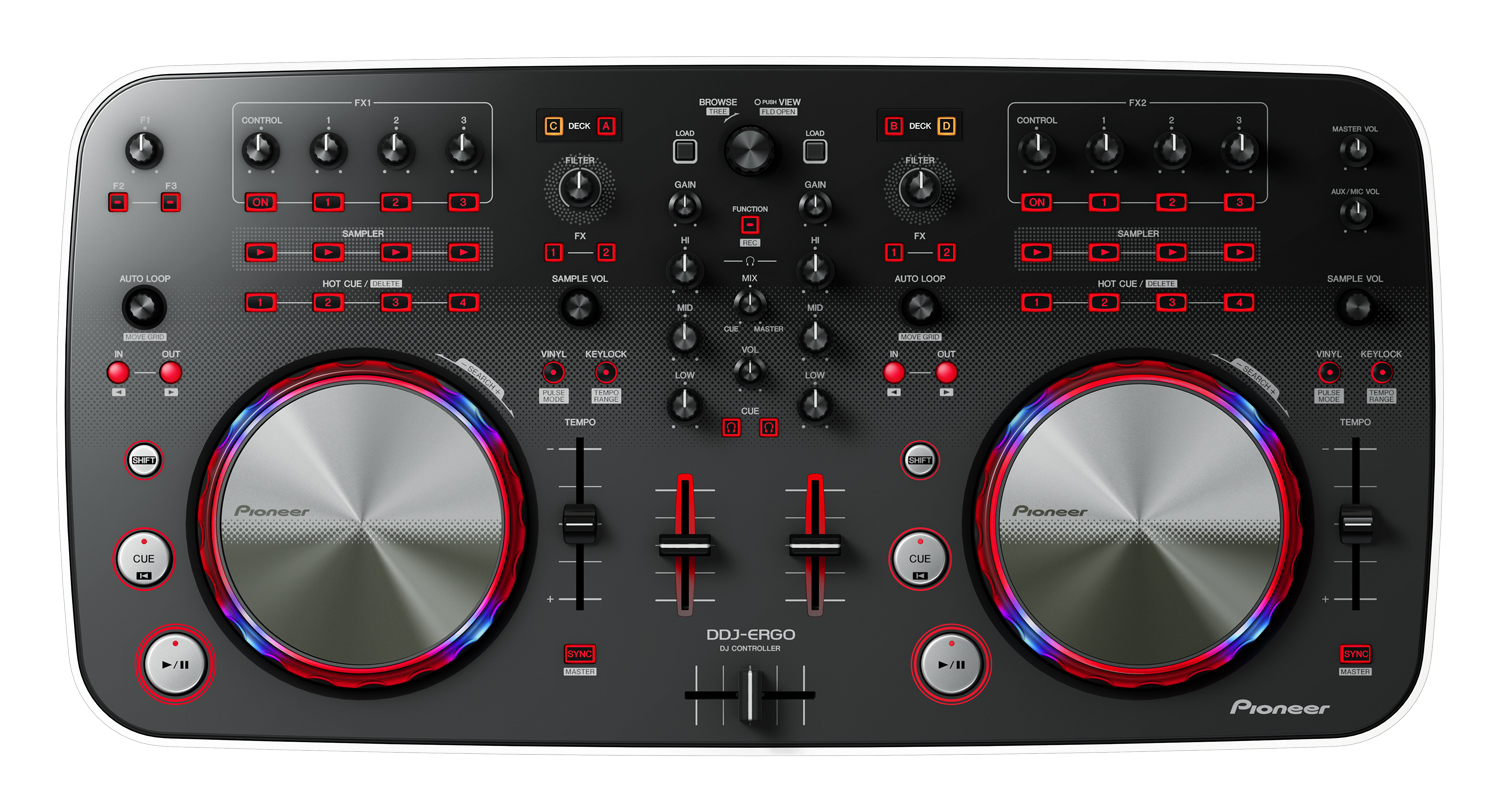 FX1
F1
CONTROL 1 2 3
F2 F3
ON 1 2 3
SAMPLER
HOT CUE / DELETE
1 2 3 4
AUTO LOOP
MOVE GRID
IN OUT
SEARCH +
SHIFT
CUE
Pioneer
C DECK A
FILTER
FX
1 2
SAMPLE VOL
VINYL KEYLOCK
PULSE MODE
TEMPO RANGE
TEMPO
−
+
SYNC
MASTER
BROWSE PUSH VIEW
TREE FLD OPEN
LOAD LOAD
GAIN GAIN
FUNCTION
REC
HI HI
MIX
CUE MASTER
MID MID
VOL
LOW LOW
CUE
DDJ-ERGO
DJ CONTROLLER
B DECK D
FILTER
FX
1 2
AUTO LOOP
MOVE GRID
IN OUT
SHIFT
CUE
FX2
CONTROL 1 2 3
ON 1 2 3
SAMPLER
HOT CUE / DELETE
1 2 3 4
SEARCH +
Pioneer
MASTER VOL
AUX / MIC VOL
SAMPLE VOL
VINYL KEYLOCK
PULSE MODE
TEMPO RANGE
TEMPO
−
+
SYNC
MASTER
Pioneer